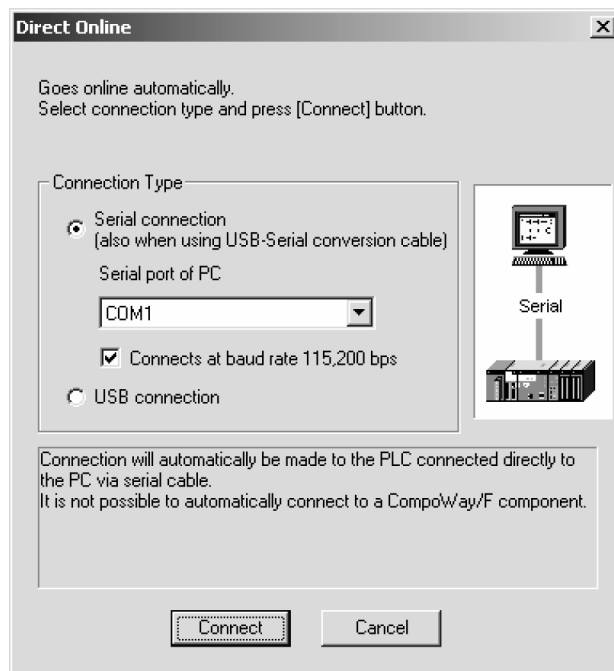 Direct Online
Goes online automatically.
Select connection type and press [Connect] button.
Connection Type
Serial connection
(also when using USB-Serial conversion cable)
Serial port of PC
COM1
Connects at baud rate 115,200 bps
USB connection
Serial
Connection will automatically be made to the PLC connected directly to
the PC via serial cable.
It is not possible to automatically connect to a CompoWay/F component.
Connect
Cancel